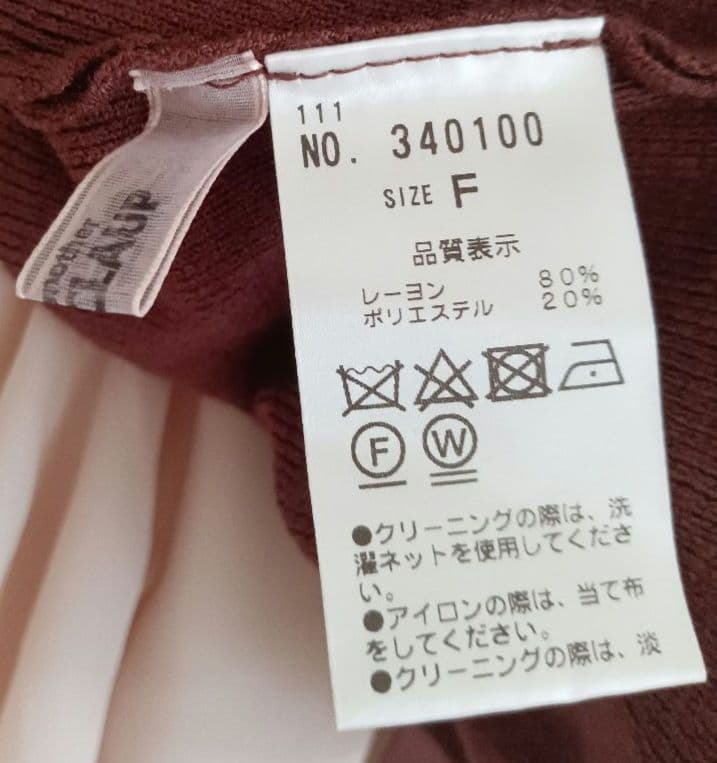 111
NO. 340100
SIZE F
品質表示
レーヨン 80%
ポリエステル 20%
F W
●クリーニングの際は、洗
濯ネットを使用してくださ
い。
●アイロンの際は、当て布
をしてください。
●クリーニングの際は、淡
another